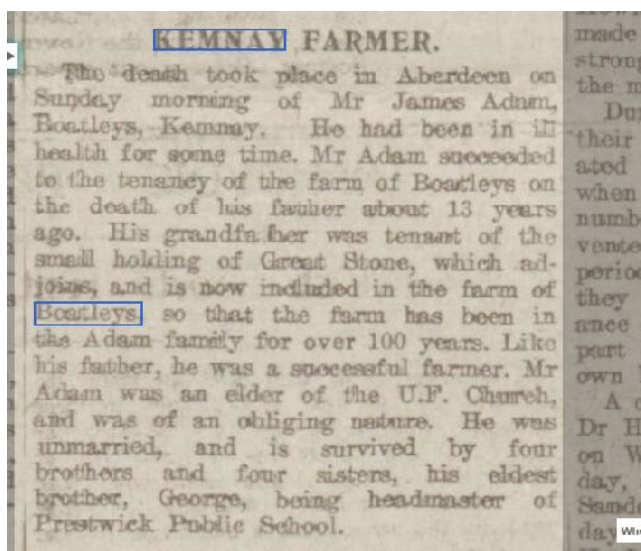 KEMNAY FARMER.
The death took place in Aberdeen on
Sunday morning of Mr James Adam,
Boatleys, Kemnay. He had been in ill
health for some time. Mr Adam succeeded
to the tenancy of the farm of Boatleys on
the death of his father about 13 years
ago. His grandfather was tenant of the
small holding of Great Stone, which ad-
joins, and is now included in the farm of
Boatleys, so that the farm has been in
the Adam family for over 100 years. Like
his father, he was a successful farmer. Mr
Adam was an elder of the U.F. Church,
and was of an obliging nature. He was
unmarried, and is survived by four
brothers and four sisters, his eldest
brother, George, being headmaster of
Prestwick Public School.
made
strong
the m
Du
their
ated
when
numb
vente
perio
they
ance
part
own
A
Dr H
on W
day,
Sande
day